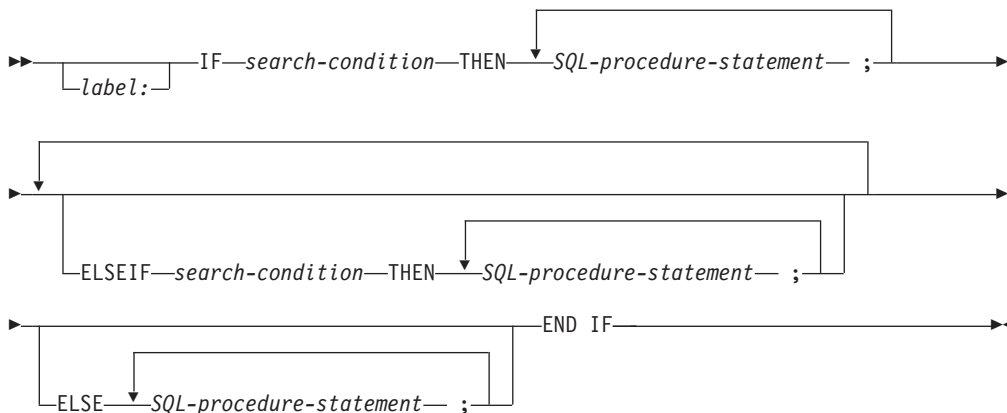 IF search-condition THEN SQL-procedure-statement ;
label:
ELSEIF search-condition THEN SQL-procedure-statement ;
END IF
ELSE SQL-procedure-statement ;